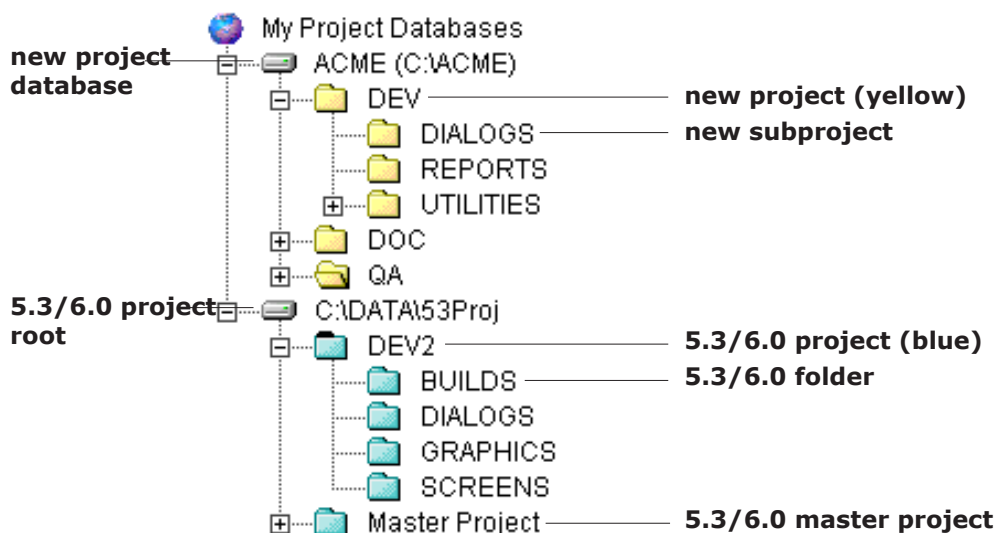 My Project Databases
new project
database
ACME (C:\ACME)
DEV
new project (yellow)
DIALOGS
new subproject
REPORTS
UTILITIES
DOC
QA
5.3/6.0 project
root
C:\DATA\53Proj
DEV2
5.3/6.0 project (blue)
BUILDS
5.3/6.0 folder
DIALOGS
GRAPHICS
SCREENS
Master Project
5.3/6.0 master project